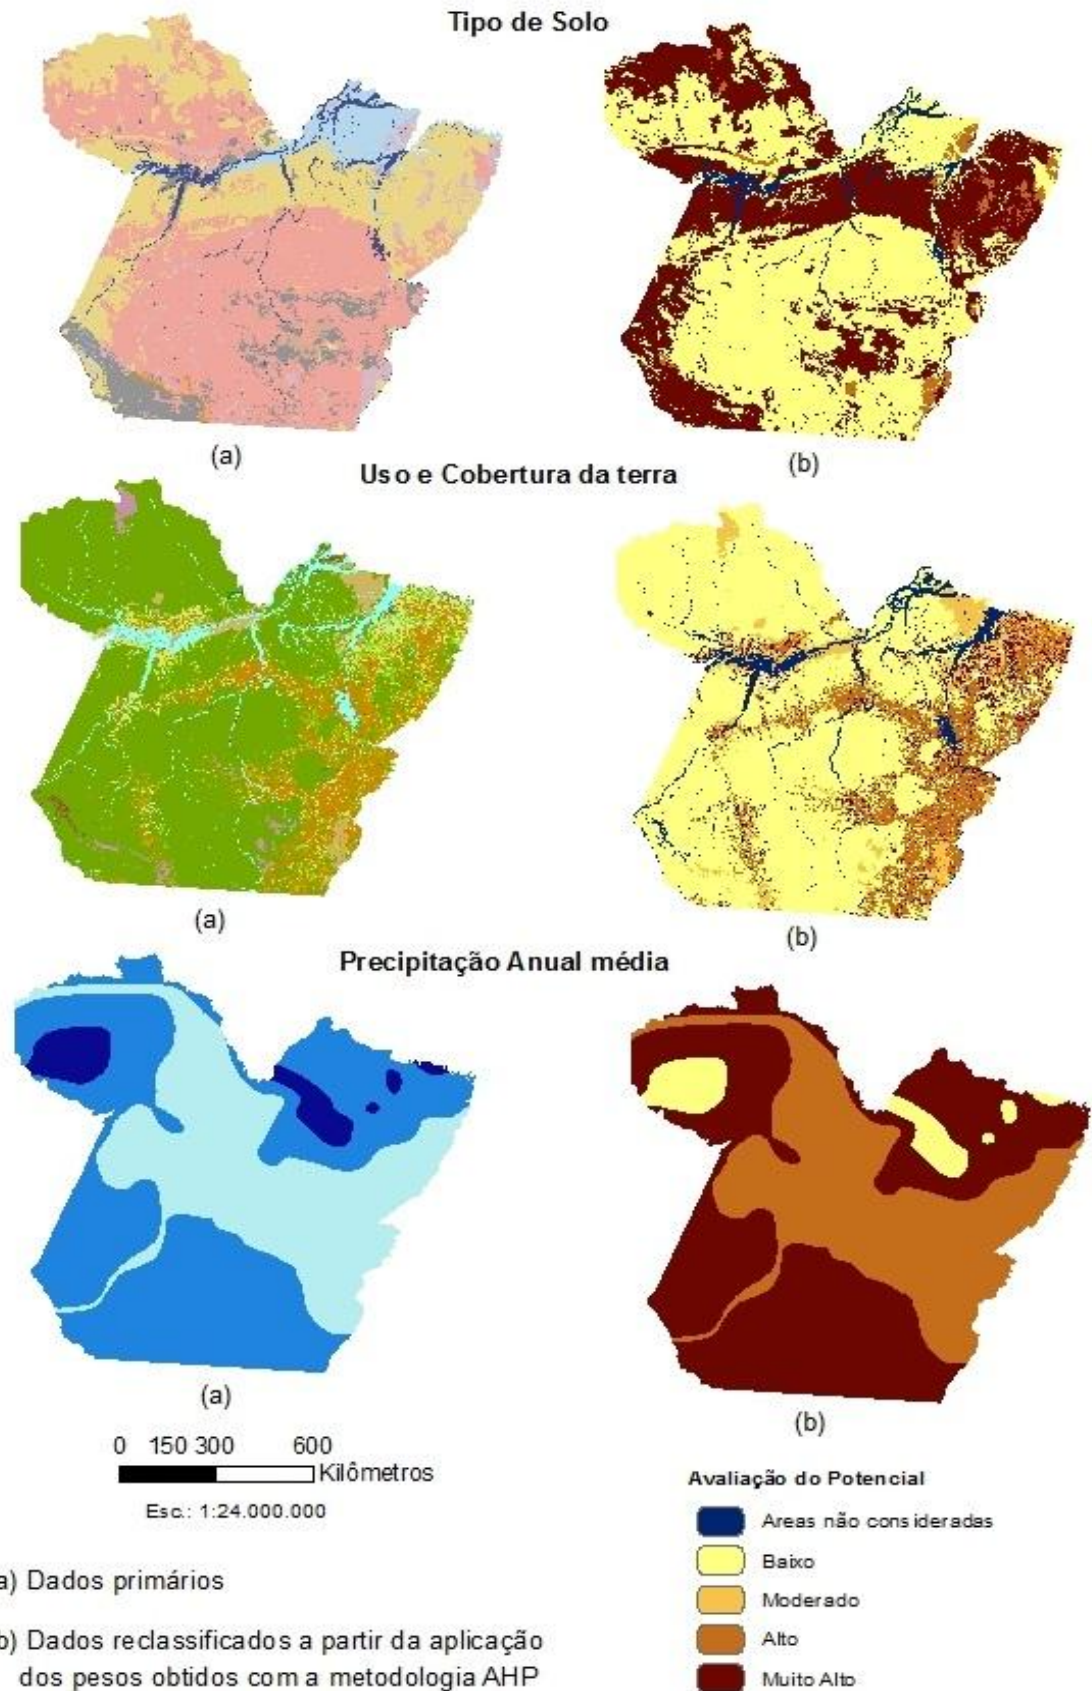 Tipo de Solo
(a)
(b)
Uso e Cobertura da terra
(a)
(b)
Precipitação Anual média
(a)
(b)
0 150 300 600
Kilômetros
Esc.: 1:24.000.000
a) Dados primários
b) Dados reclassificados a partir da aplicação
dos pesos obtidos com a metodologia AHP
Avaliação do Potencial
Areas não consideradas
Baixo
Moderado
Alto
Muito Alto